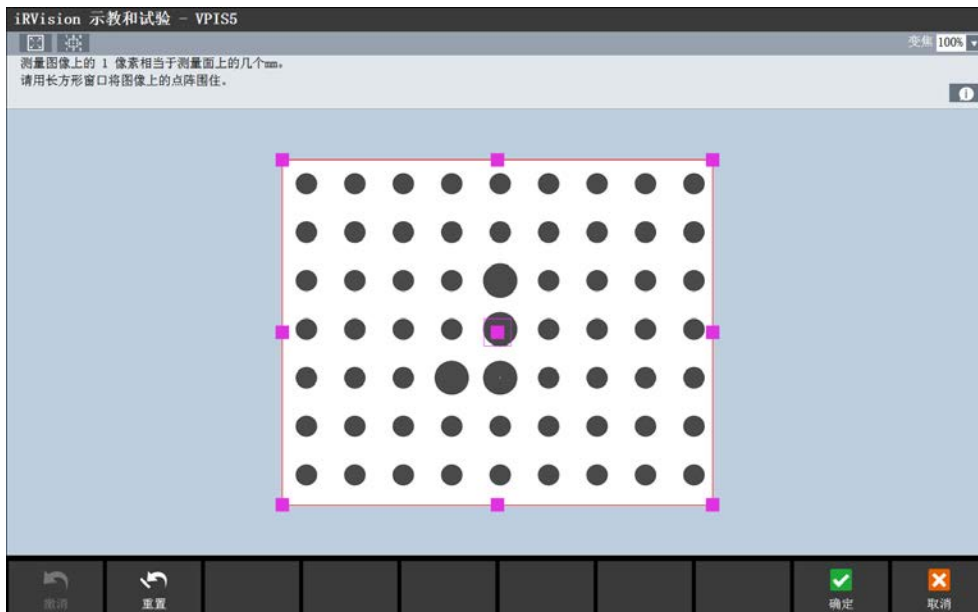 iRVision 示教和试验 - VPIS5
变焦 100%
测量图像上的 1 像素相当于测量面上的几个mm。
请用长方形窗口将图像上的点阵围住。
撤消 重置 确定 取消